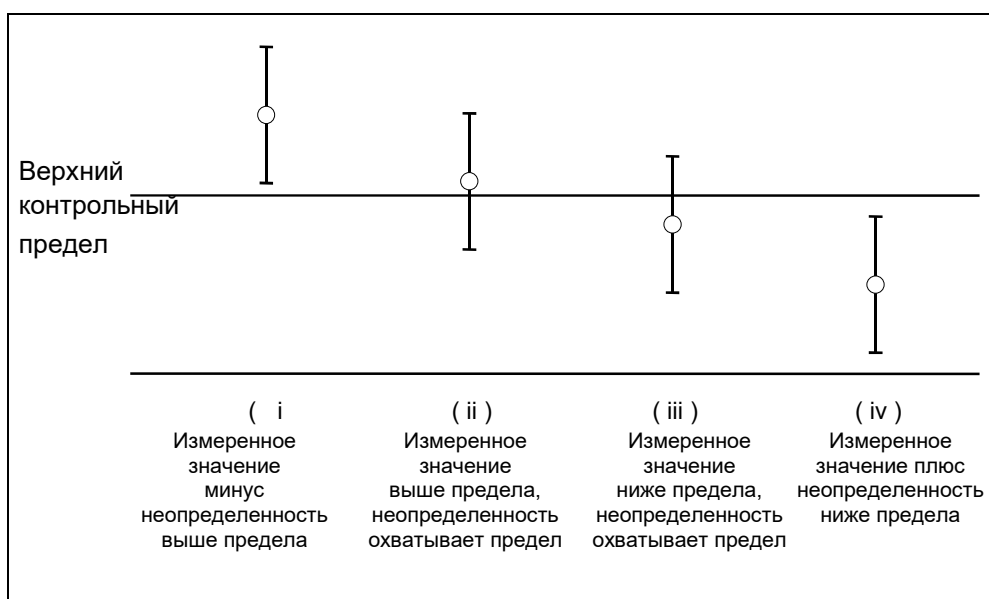 Верхний
контрольный
предел
( i
Измеренное
значение
минус
неопределенность
выше предела
( ii )
Измеренное
значение
выше предела,
неопределенность
охватывает предел
( iii )
Измеренное
значение
ниже предела,
неопределенность
охватывает предел
( iv )
Измеренное
значение плюс
неопределенность
ниже предела